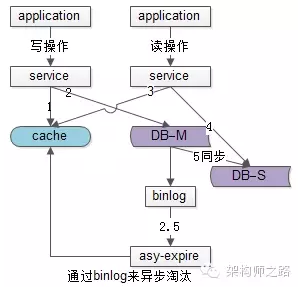 application
application
写操作
读操作
service
service
1
2
3
4
cache
DB-M
5同步
DB-S
binlog
2.5
asy-expire
通过binlog来异步淘汰
架构师之路